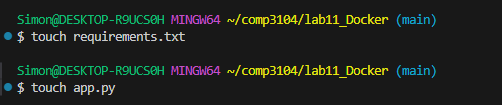 Simon@DESKTOP-R9UCS0H MINGW64 ~/comp3104/lab11_Docker (main)
$ touch requirements.txt
Simon@DESKTOP-R9UCS0H MINGW64 ~/comp3104/lab11_Docker (main)
$ touch app.py